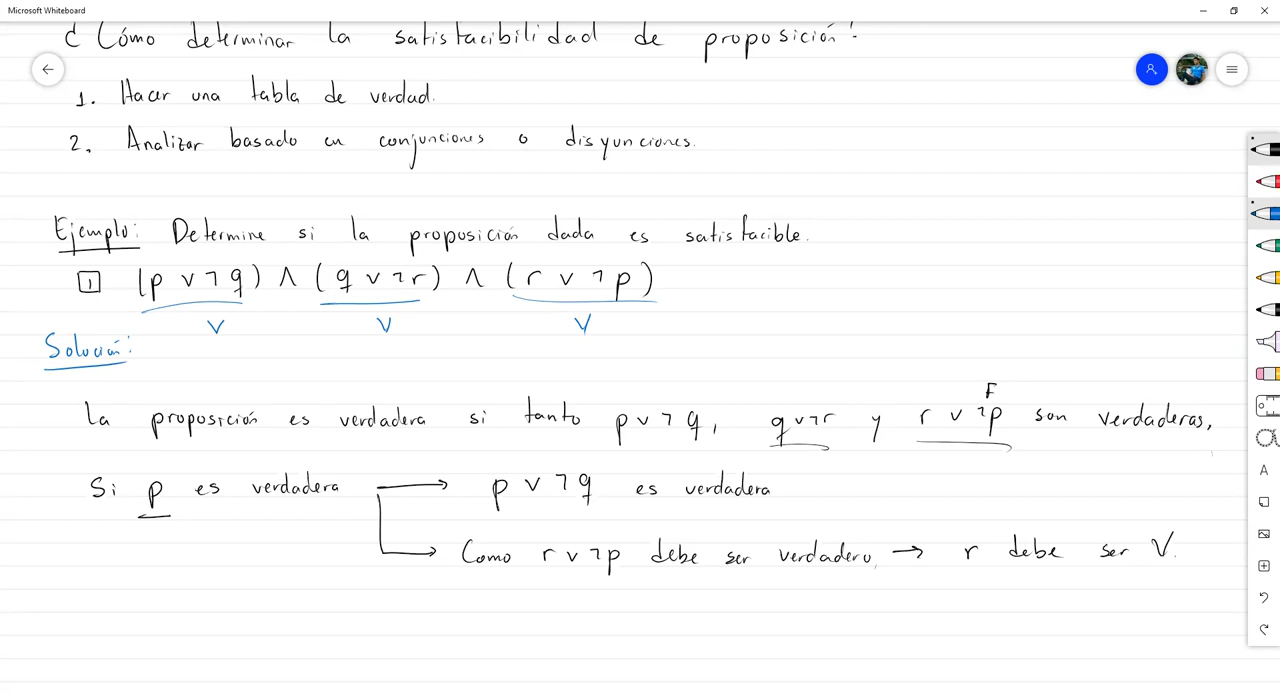 Microsoft Whiteboard
¿Cómo determinar la satisfacibilidad de proposición?
1. Hacer una tabla de verdad.
2. Analizar basado en conjunciones o disyunciones.
Ejemplo: Determine si la proposición dada es satisfacible.
1 (p ∨ ¬q) ∧ (q ∨ ¬r) ∧ (r ∨ ¬p)
V V V
Solución:
F
La proposición es verdadera si tanto p ∨ ¬q, q ∨ ¬r y r ∨ ¬p son verdaderas,
Si p es verdadera → p ∨ ¬q es verdadera
Como r ∨ ¬p debe ser verdadero, → r debe ser V.
A